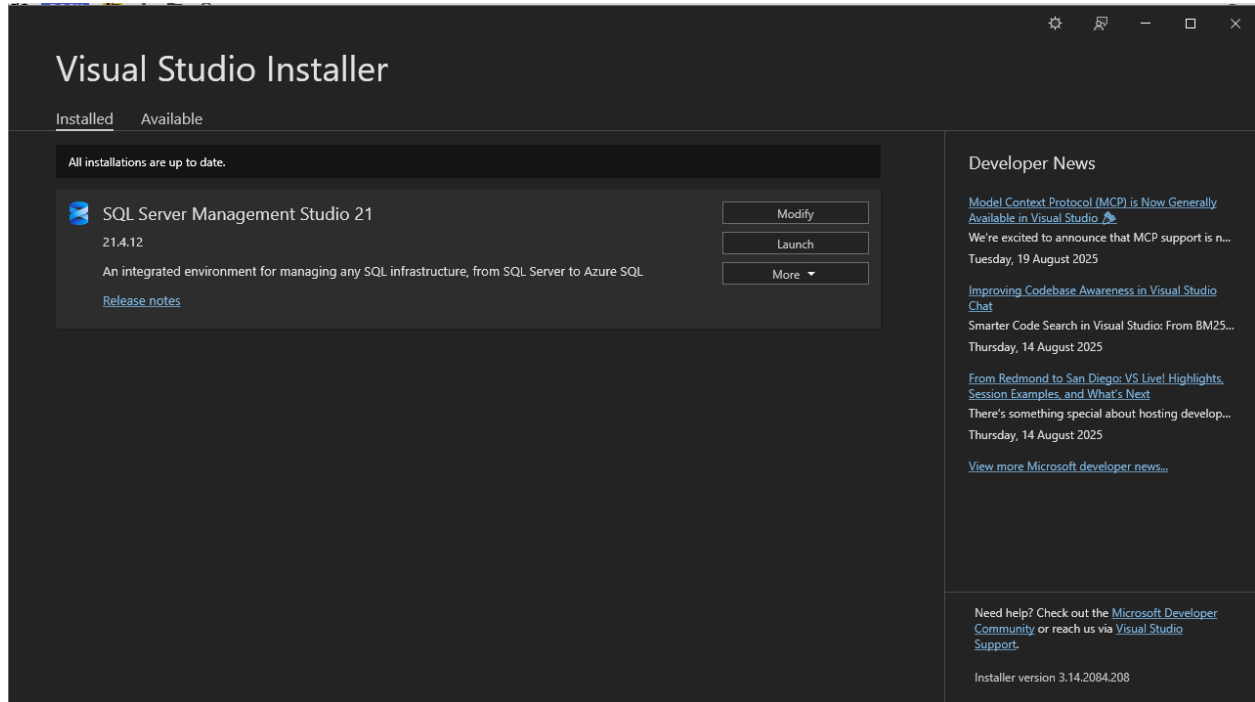 Visual Studio Installer
Installed Available
All installations are up to date.
SQL Server Management Studio 21
21.4.12
An integrated environment for managing any SQL infrastructure, from SQL Server to Azure SQL
Release notes
Modify
Launch
More
Developer News
Model Context Protocol (MCP) is Now Generally
Available in Visual Studio
We're excited to announce that MCP support is n...
Tuesday, 19 August 2025
Improving Codebase Awareness in Visual Studio
Chat
Smarter Code Search in Visual Studio: From BM25...
Thursday, 14 August 2025
From Redmond to San Diego: VS Live! Highlights,
Session Examples, and What's Next
There's something special about hosting develop...
Thursday, 14 August 2025
View more Microsoft developer news...
Need help? Check out the Microsoft Developer
Community or reach us via Visual Studio
Support.
Installer version 3.14.2084.208